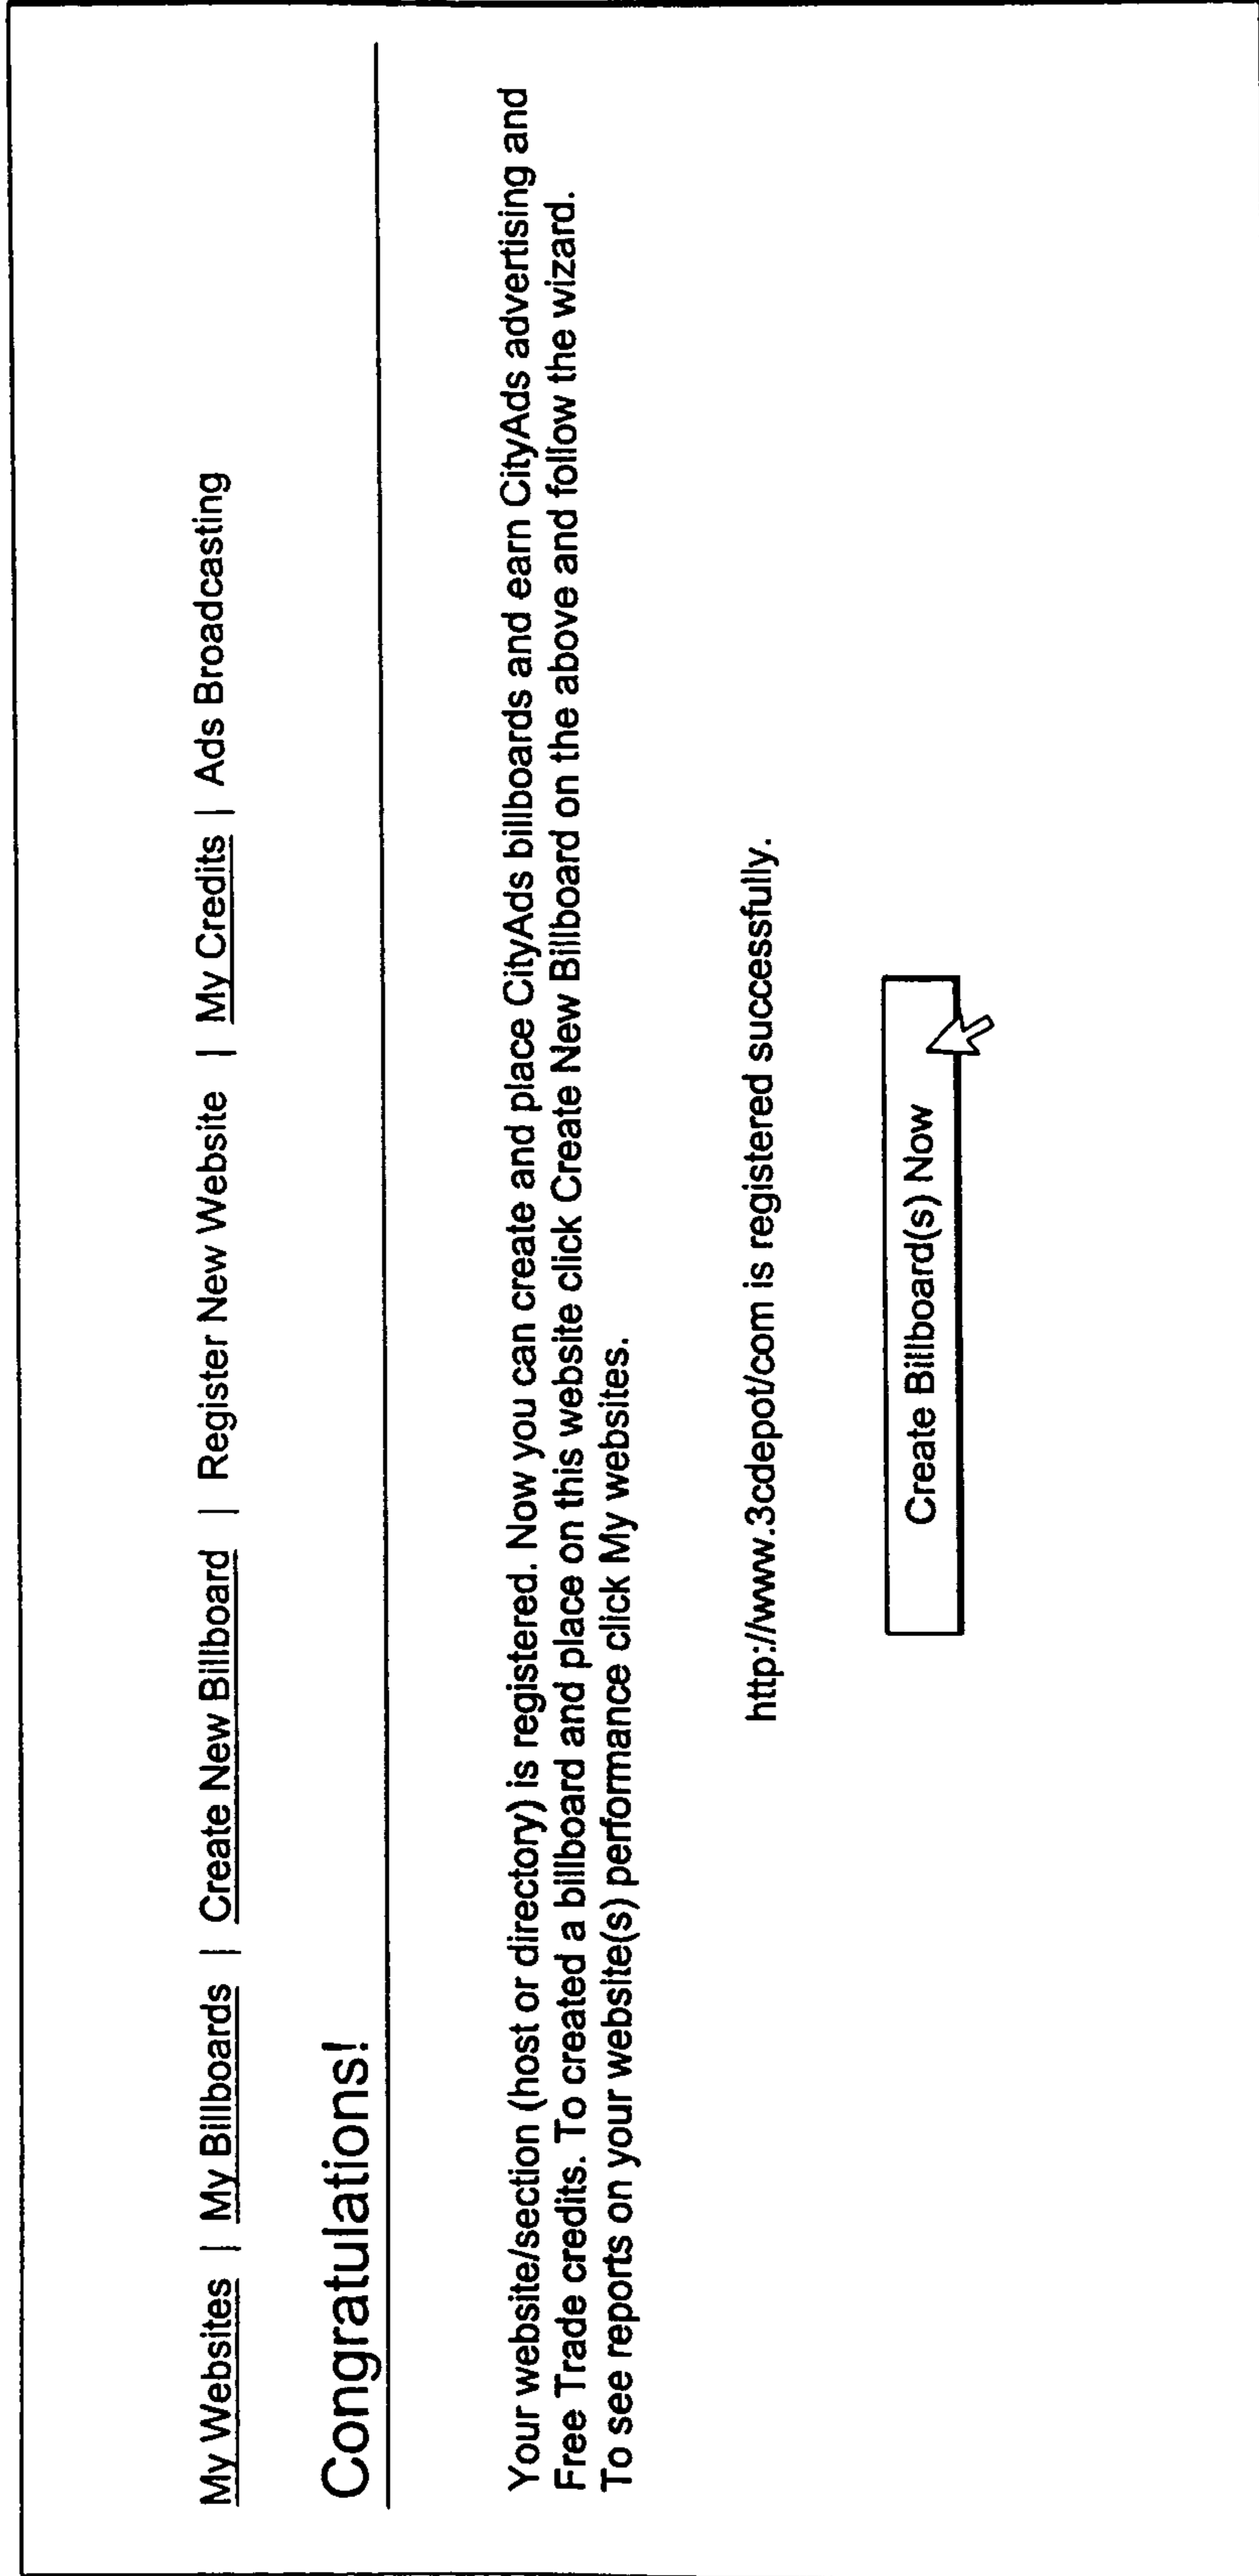 My Websites | My Billboards | Create New Billboard | Register New Website | My Credits | Ads Broadcasting
Congratulations!
Your website/section (host or directory) is registered. Now you can create and place CityAds billboards and earn CityAds advertising and
Free Trade credits. To created a billboard and place on this website click Create New Billboard on the above and follow the wizard.
To see reports on your website(s) performance click My websites.
http://www.3cdepot/com is registered successfully.
Create Billboard(s) Now